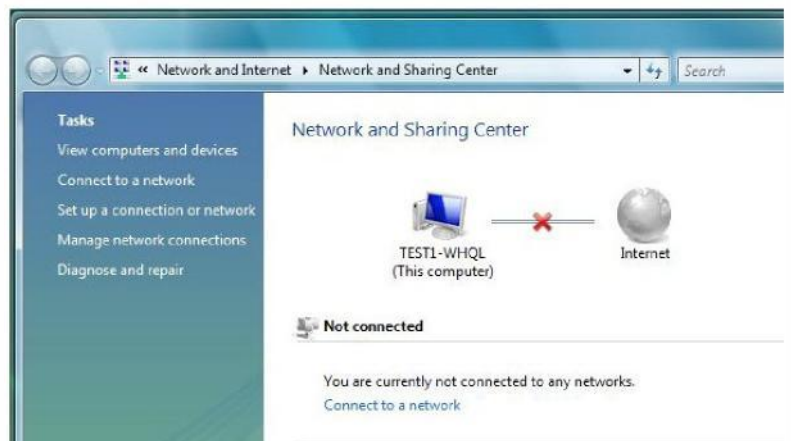 « Network and Internet ▸ Network and Sharing Center
Search
Tasks
View computers and devices
Connect to a network
Set up a connection or network
Manage network connections
Diagnose and repair
Network and Sharing Center
TEST1-WHQL
(This computer)
Internet
Not connected
You are currently not connected to any networks.
Connect to a network